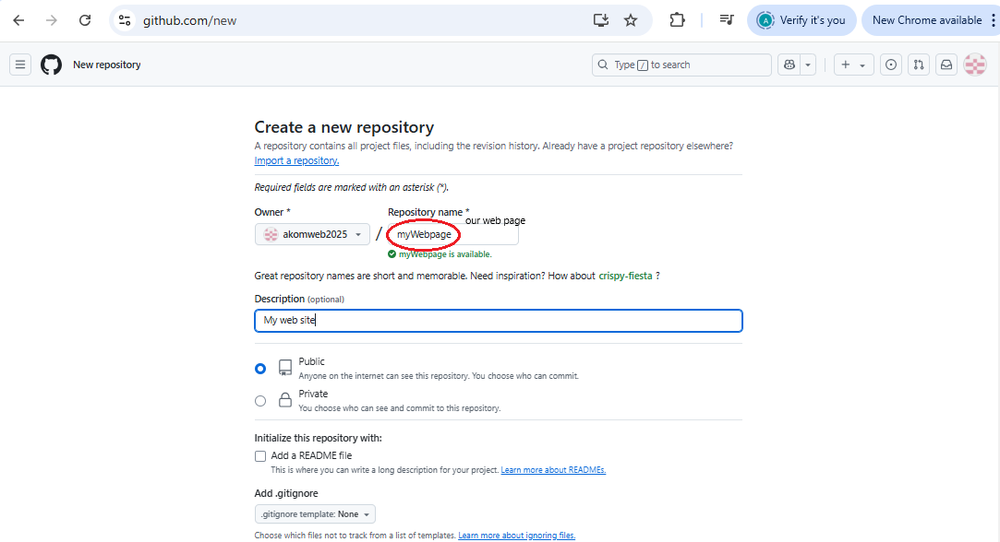 github.com/new
Verify it's you
New Chrome available
New repository
Type / to search
Create a new repository
A repository contains all project files, including the revision history. Already have a project repository elsewhere?
Import a repository.
Required fields are marked with an asterisk (*).
Owner *
Repository name *
our web page
akomweb2025
/
myWebpage
myWebpage is available.
Great repository names are short and memorable. Need inspiration? How about crispy-fiesta ?
Description (optional)
My web site
Public
Anyone on the internet can see this repository. You choose who can commit.
Private
You choose who can see and commit to this repository.
Initialize this repository with:
Add a README file
This is where you can write a long description for your project. Learn more about READMEs.
Add .gitignore
.gitignore template: None
Choose which files not to track from a list of templates. Learn more about ignoring files.